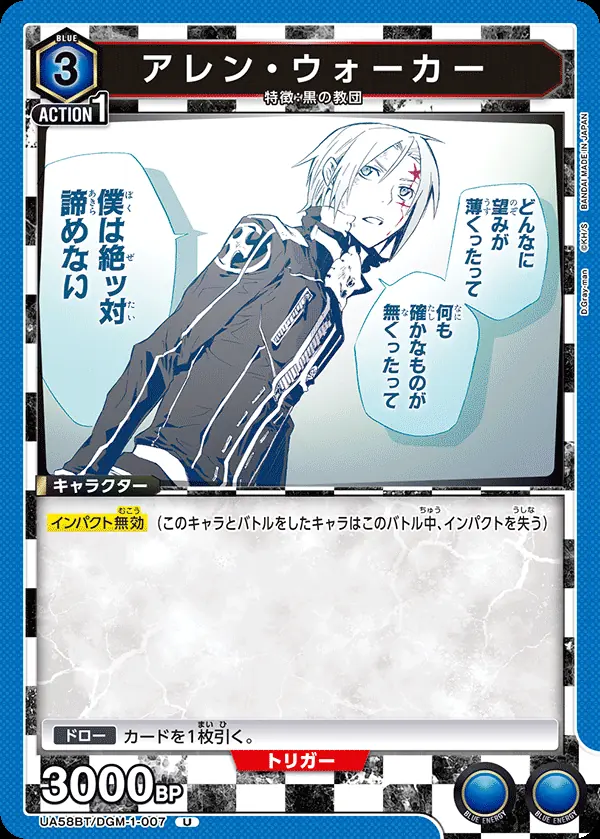 BLUE
3
ACTION 1
アレン・ウォーカー
特徴:黒の教団
どんなに
望みが
薄くったって
何も
確かなものが
無くったって
僕は絶ッ対
諦めない
BANDAI MADE IN JAPAN
©KH/S
D.Gray-man
キャラクター
インパクト無効 (このキャラとバトルをしたキャラはこのバトル中、インパクトを失う)
ドロー カードを1枚引く。
トリガー
3000BP
BLUE ENERGY
BLUE ENERGY
UA58BT/DGM-1-007 U